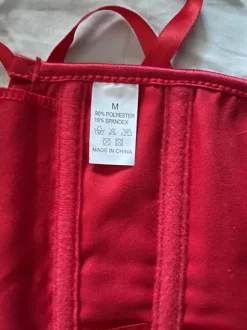 M
90% POLYESTER
10% SPANDEX
MADE IN CHINA